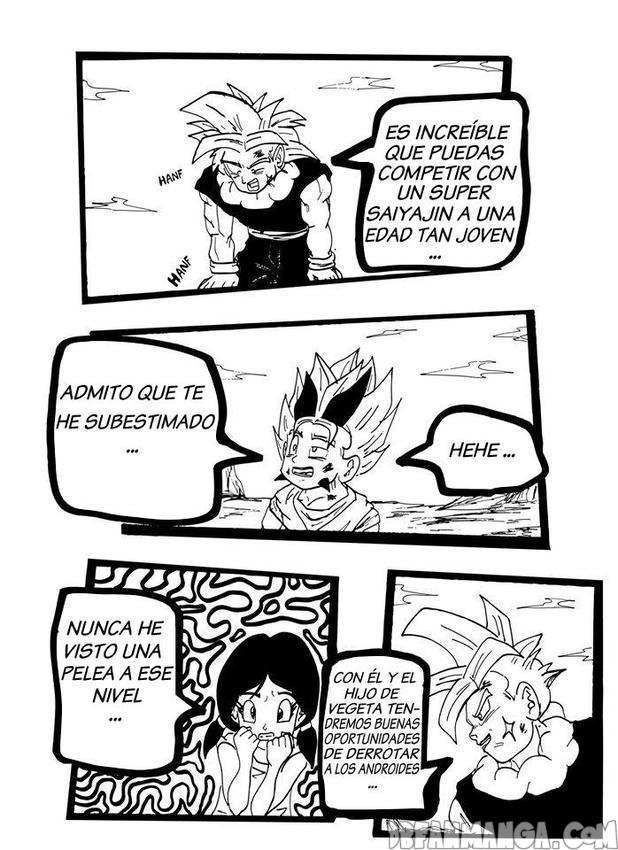 ES INCREÍBLE
QUE PUEDAS
COMPETIR CON
UN SUPER
SAIYAJIN A UNA
EDAD TAN JOVEN
...
HANF
HANF
ADMITO QUE TE
HE SUBESTIMADO
...
HEHE ...
NUNCA HE
VISTO UNA
PELEA A ESE
NIVEL
...
CON ÉL Y EL
HIJO DE
VEGETA TEN-
DREMOS BUENAS
OPORTUNIDADES
DE DERROTAR
A LOS ANDROIDES
...
DBFANMANGA.COM